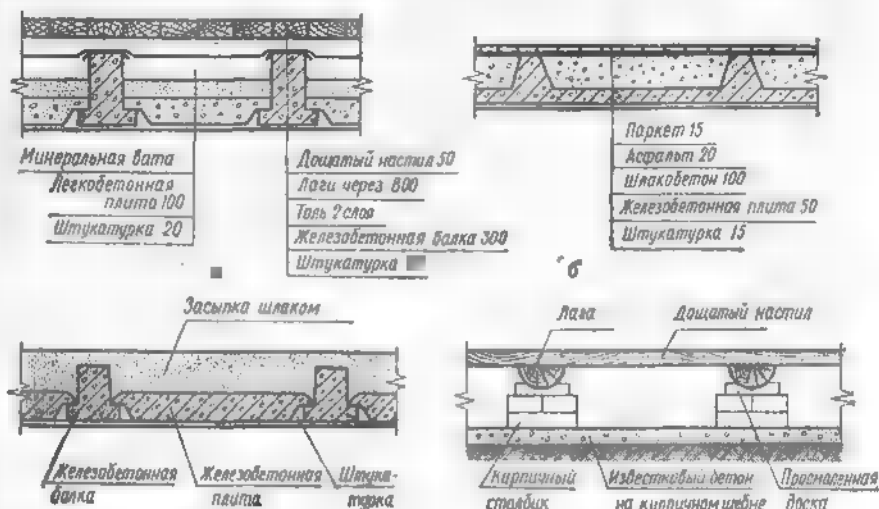 Минеральная вата
Легкобетонная
плита 100
Штукатурка 20
Дощатый настил 50
Лаги через 800
Толь 2 слоя
Железобетонная балка 300
Штукатурка
Паркет 15
Асфальт 20
Шлакобетон 100
Железобетонная плита 50
Штукатурка 15
б
Засыпка шлаком
Железобетонная
балка
Железобетонная
плита
Штука-
турка
Лага
Дощатый настил
Кирпичный
столбик
Известковый бетон
на кирпичном щебне
Просмоленная
доска